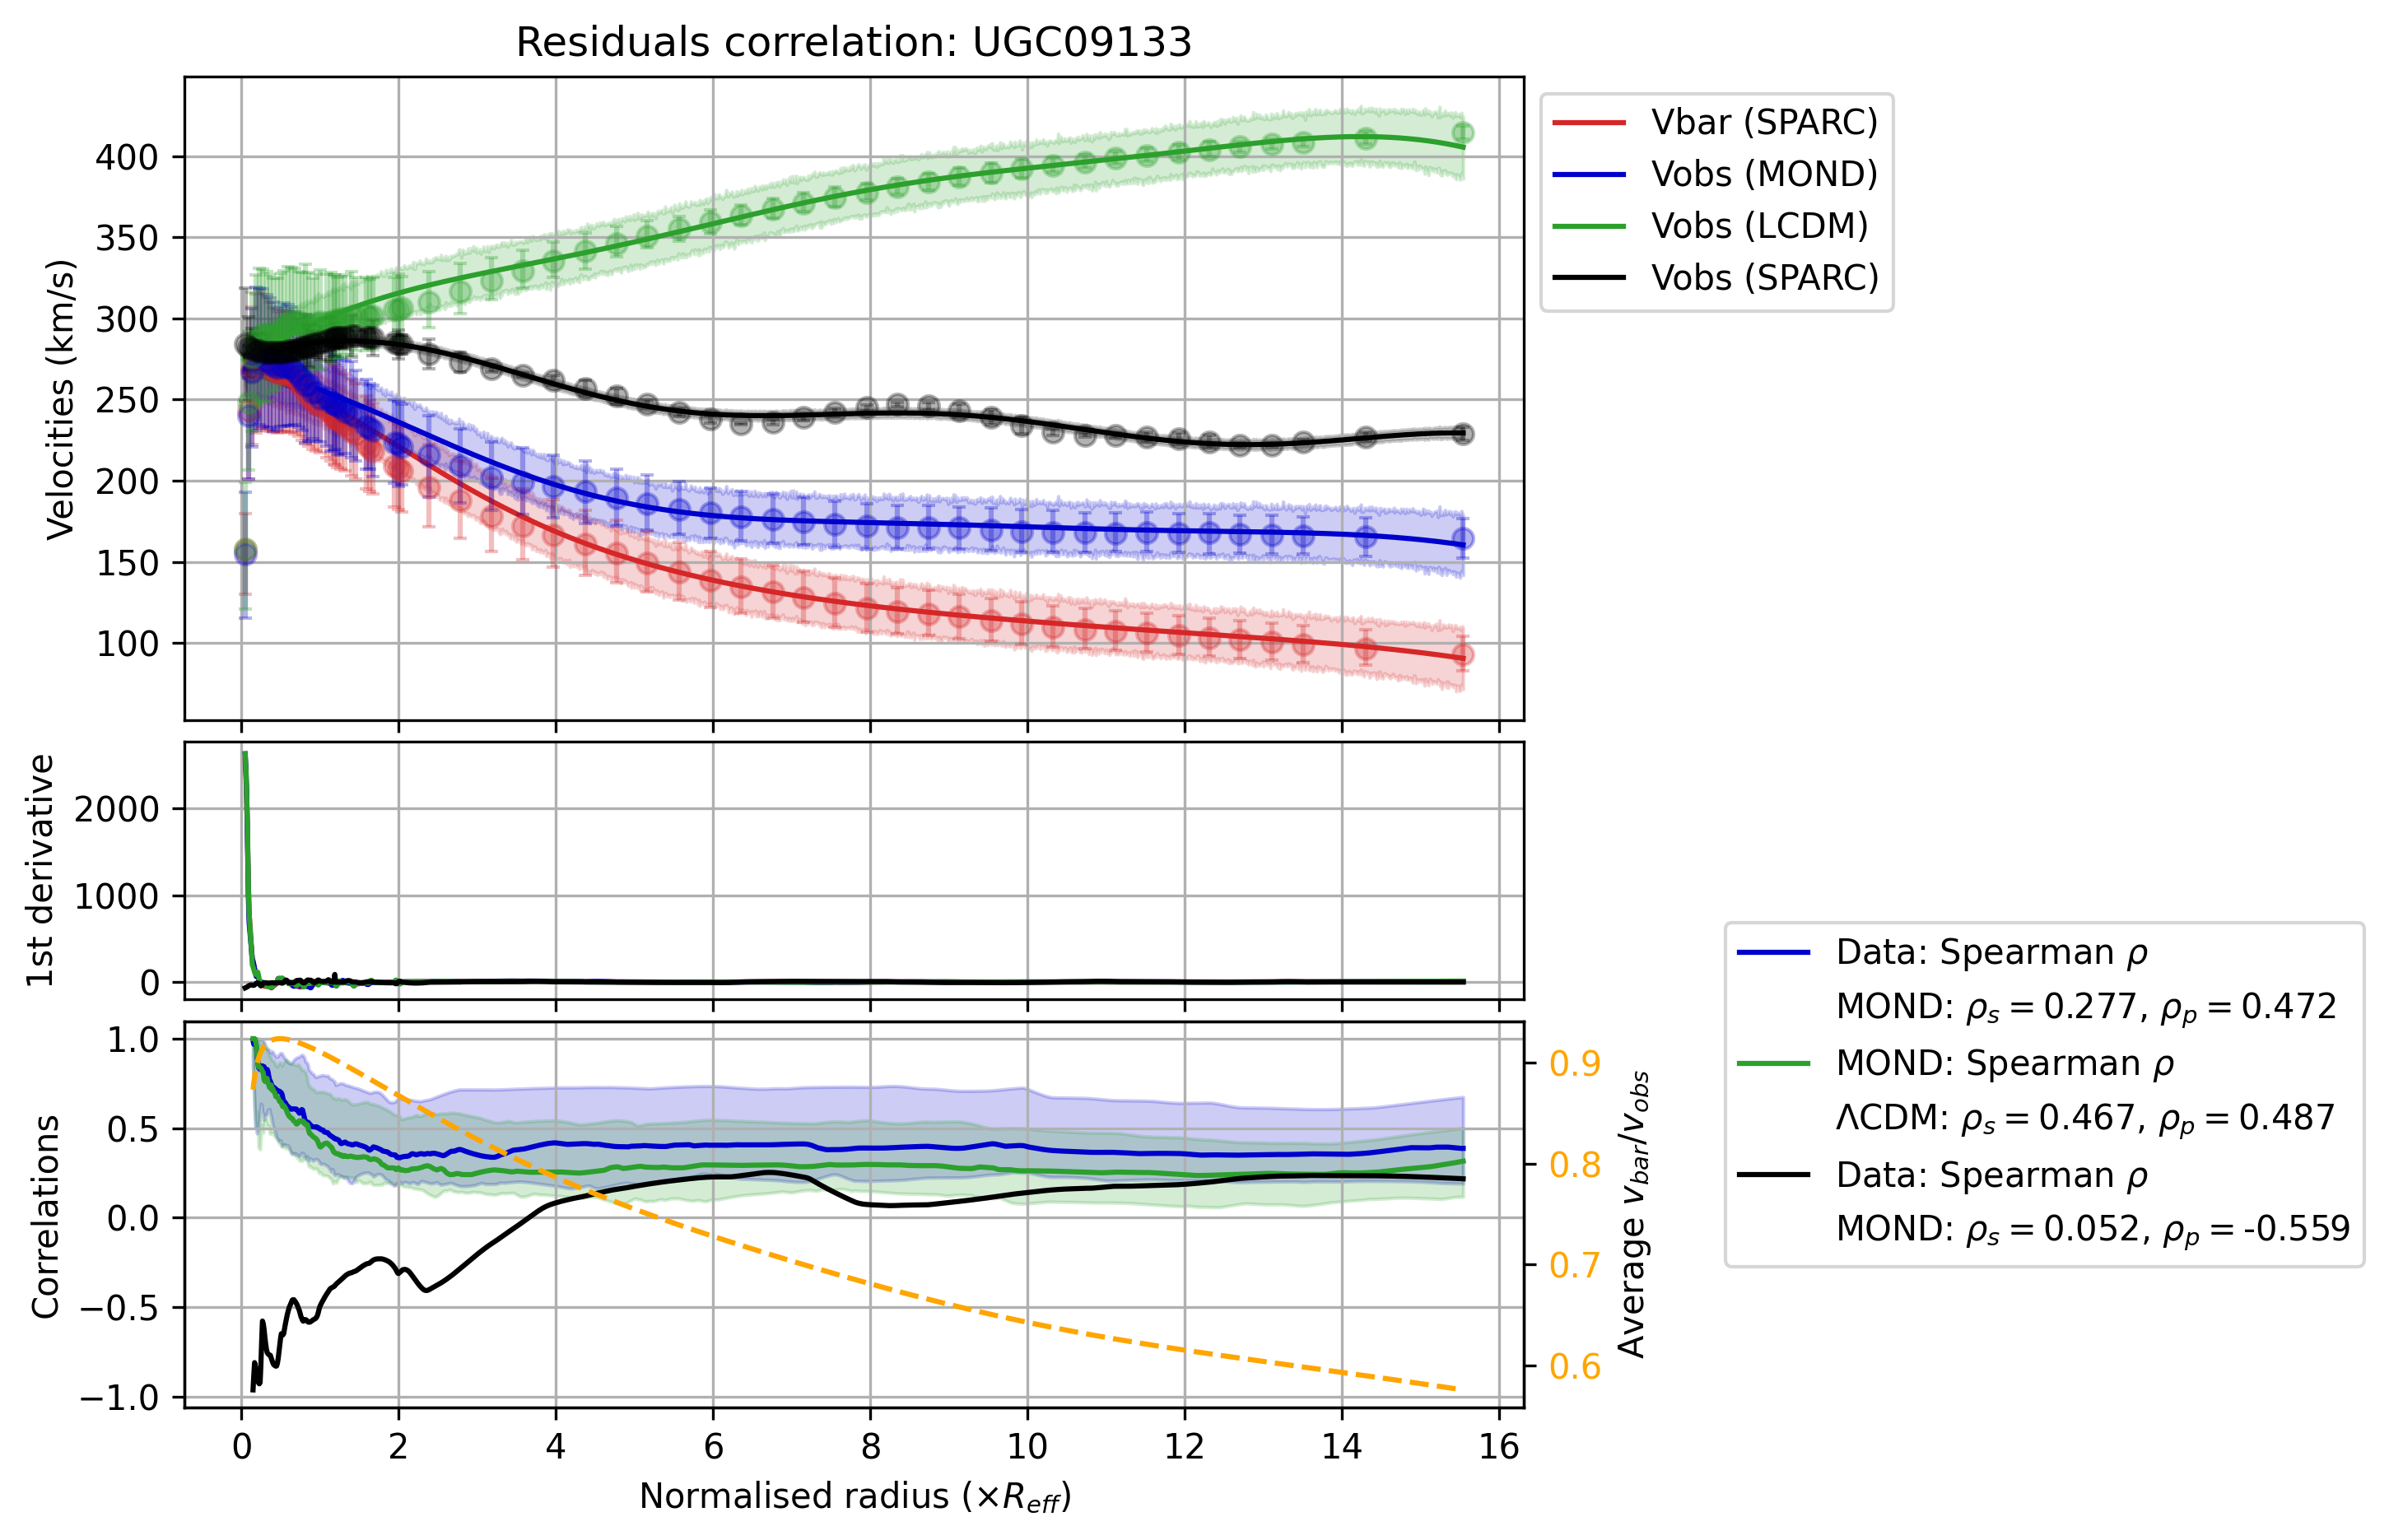 Residuals correlation: UGC09133
Velocities (km/s)
400
350
300
250
200
150
100
Vbar (SPARC)
Vobs (MOND)
Vobs (LCDM)
Vobs (SPARC)
1st derivative
2000
1000
0
Correlations
1.0
0.5
0.0
−0.5
−1.0
0.9
0.8
0.7
0.6
Average v_bar/v_obs
Data: Spearman ρ
MOND: ρ_s = 0.277, ρ_p = 0.472
MOND: Spearman ρ
ΛCDM: ρ_s = 0.467, ρ_p = 0.487
Data: Spearman ρ
MOND: ρ_s = 0.052, ρ_p = -0.559
0 2 4 6 8 10 12 14 16
Normalised radius (×R_eff)